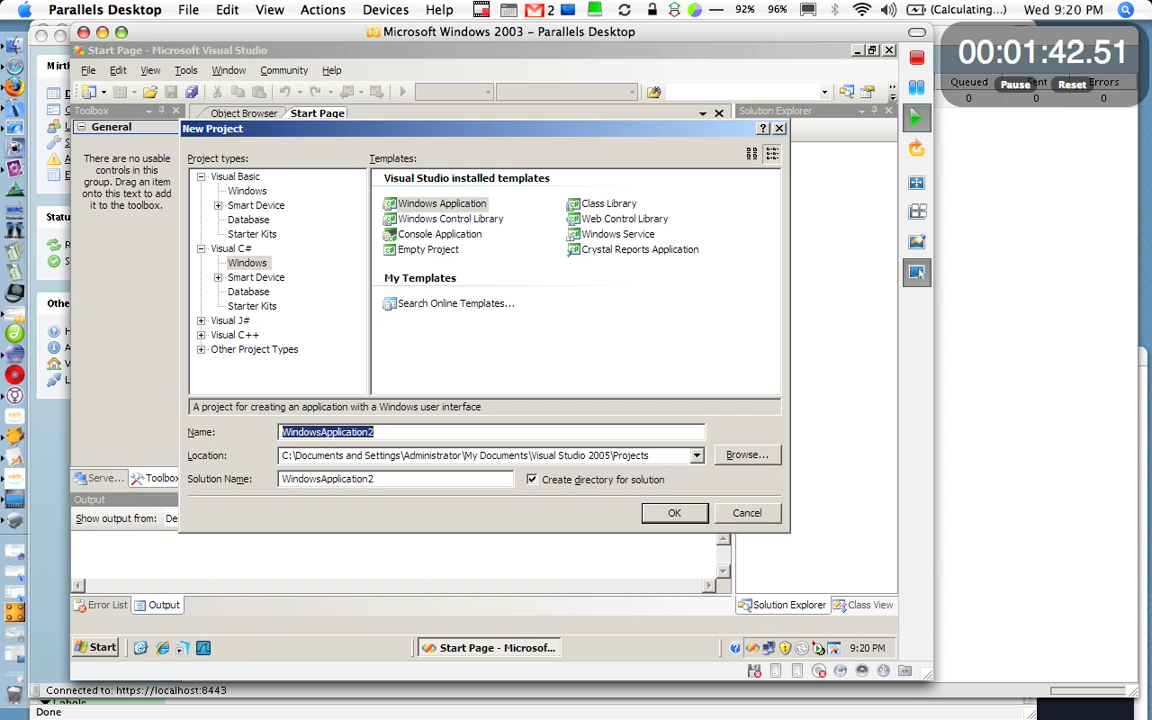 Parallels Desktop File Edit View Window Actions Devices Help 2 92% 96% (Calculating...) Wed 9:20 PM
Microsoft Windows 2003 – Parallels Desktop
Start Page - Microsoft Visual Studio
File Edit View Tools Window Community Help
00:01:42.51
Queued Sent Errors
Pause Reset
0 0 0
Toolbox
Object Browser Start Page
Solution Explorer
General
There are no usable
controls in this
group. Drag an item
onto this text to add
it to the toolbox.
New Project
Project types:
Templates:
Visual Basic
Windows
Smart Device
Database
Starter Kits
Visual C#
Windows
Smart Device
Database
Starter Kits
Visual J#
Visual C++
Other Project Types
Visual Studio installed templates
Windows Application Class Library
Windows Control Library Web Control Library
Console Application Windows Service
Empty Project Crystal Reports Application
My Templates
Search Online Templates...
A project for creating an application with a Windows user interface
Name: WindowsApplication2
Location: C:\Documents and Settings\Administrator\My Documents\Visual Studio 2005\Projects Browse...
Solution Name: WindowsApplication2 Create directory for solution
OK Cancel
Mirth
Status
Othe
Serve... Toolbox
Output
Show output from: De
Error List Output
Solution Explorer Class View
Start Start Page - Microsof... 9:20 PM
Connected to: https://localhost:8443
Labels
Done